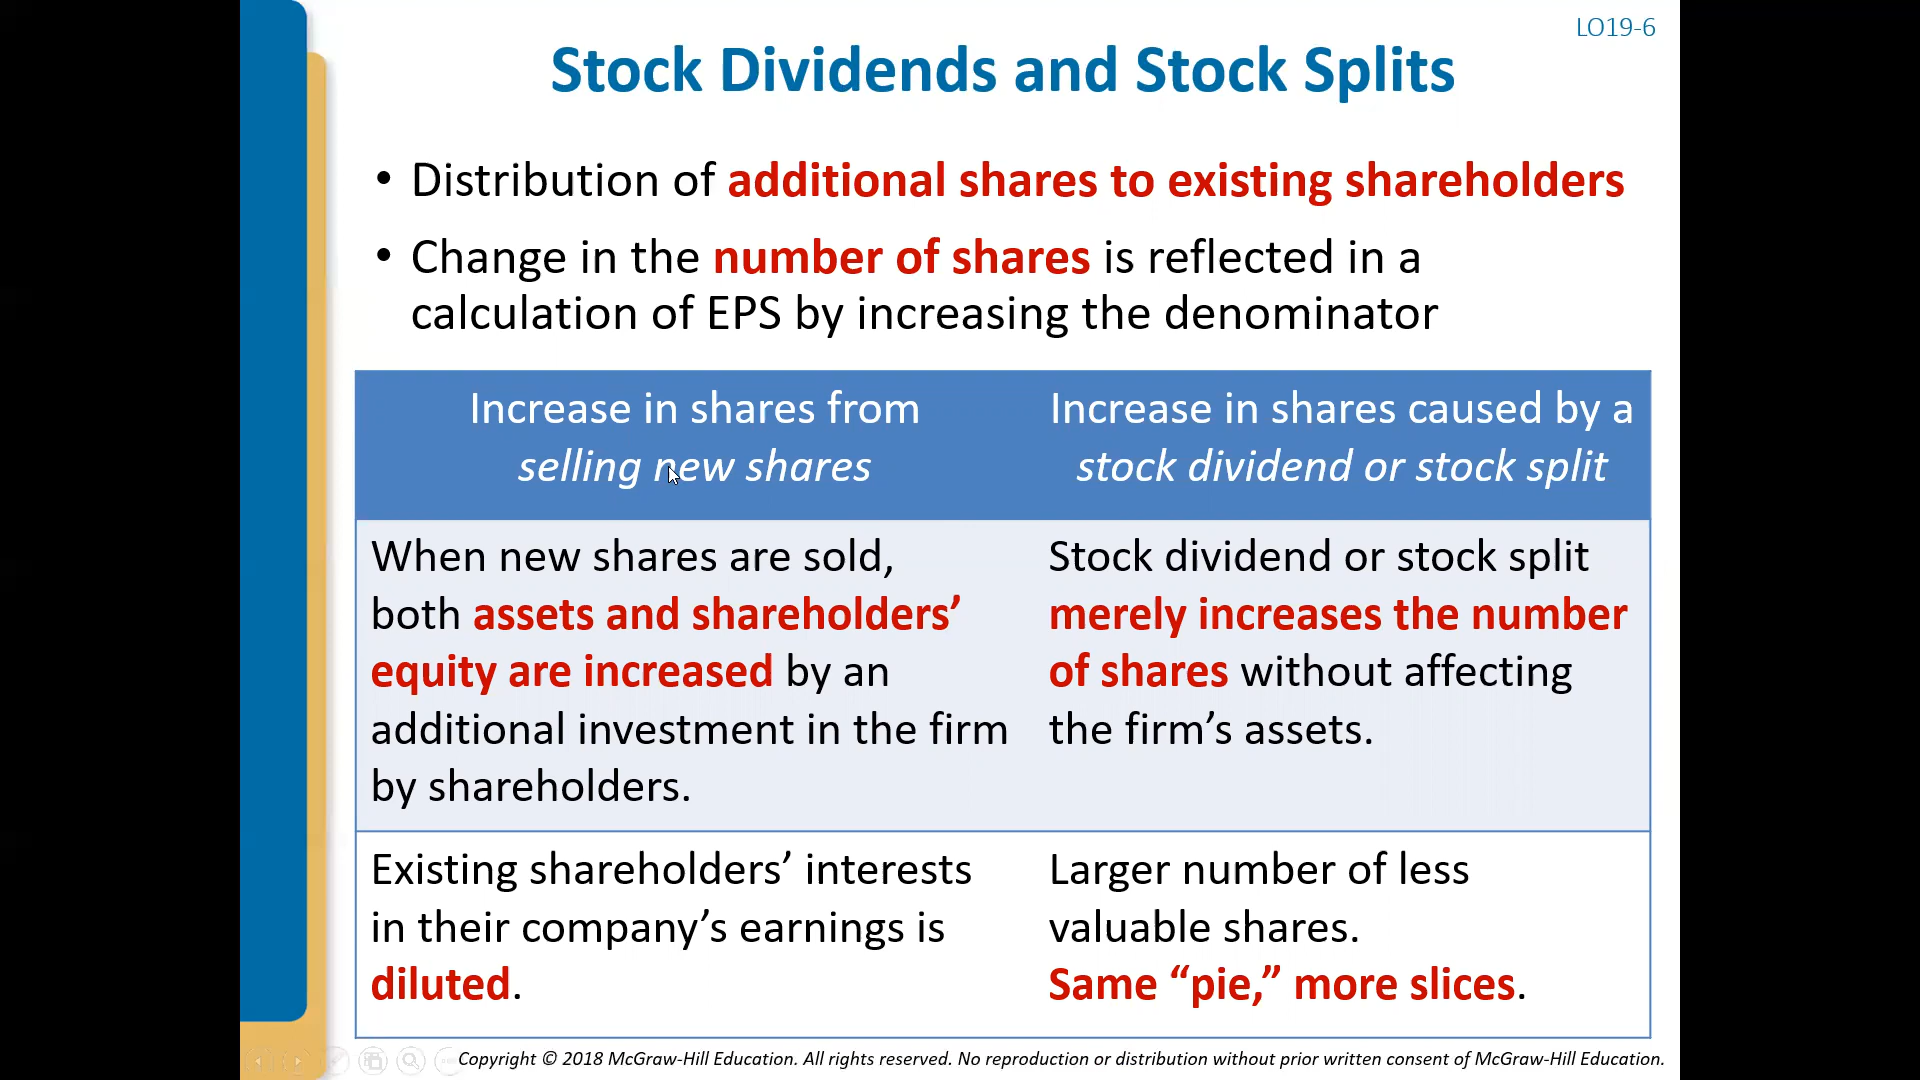 LO19-6
Stock Dividends and Stock Splits
• Distribution of additional shares to existing shareholders
• Change in the number of shares is reflected in a
calculation of EPS by increasing the denominator
Increase in shares from
selling new shares
Increase in shares caused by a
stock dividend or stock split
When new shares are sold,
both assets and shareholders’
equity are increased by an
additional investment in the firm
by shareholders.
Stock dividend or stock split
merely increases the number
of shares without affecting
the firm’s assets.
Existing shareholders’ interests
in their company’s earnings is
diluted.
Larger number of less
valuable shares.
Same “pie,” more slices.
Copyright © 2018 McGraw-Hill Education. All rights reserved. No reproduction or distribution without prior written consent of McGraw-Hill Education.